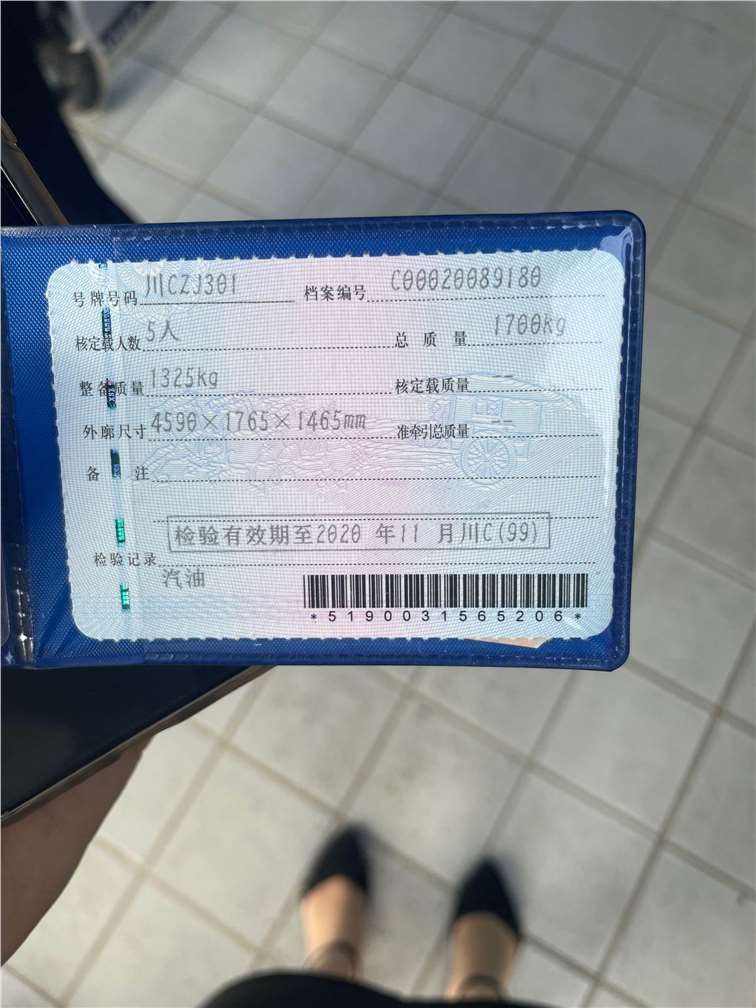 号牌号码 川CZJ301 档案编号 C00020089180
核定载人数 5人 总质量 1700kg
整备质量 1325kg 核定载质量 --
外廓尺寸 4590×1765×1465mm 准牵引总质量 --
备注
检验有效期至2020 年11 月川C(99)
检验记录
汽油
*5190031565206*